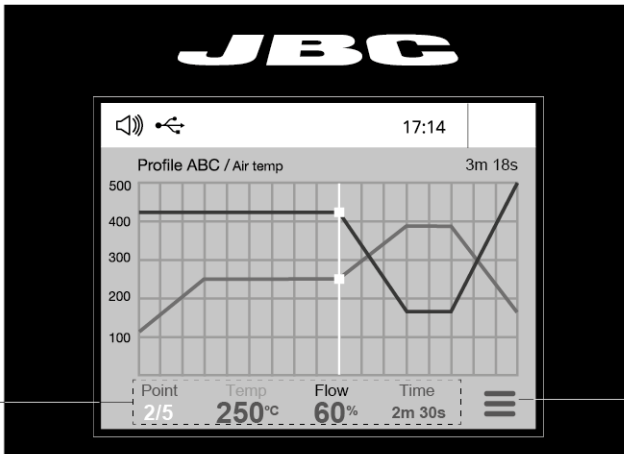 JBC
17:14
Profile ABC / Air temp 3m 18s
500
400
300
200
100
Point Temp Flow Time
2/5 250°C 60% 2m 30s